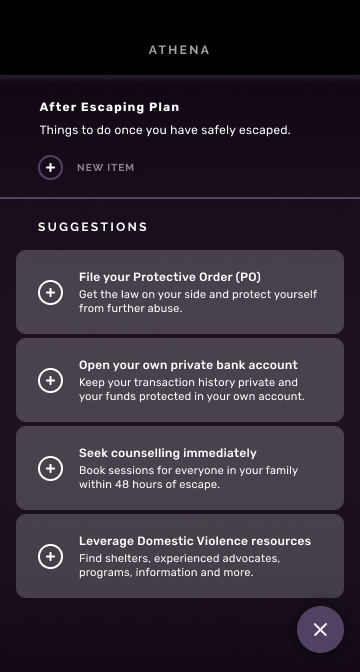 ATHENA
After Escaping Plan
Things to do once you have safely escaped.
NEW ITEM
SUGGESTIONS
File your Protective Order (PO)
Get the law on your side and protect yourself
from further abuse.
Open your own private bank account
Keep your transaction history private and
your funds protected in your own account.
Seek counselling immediately
Book sessions for everyone in your family
within 48 hours of escape.
Leverage Domestic Violence resources
Find shelters, experienced advocates,
programs, information and more.